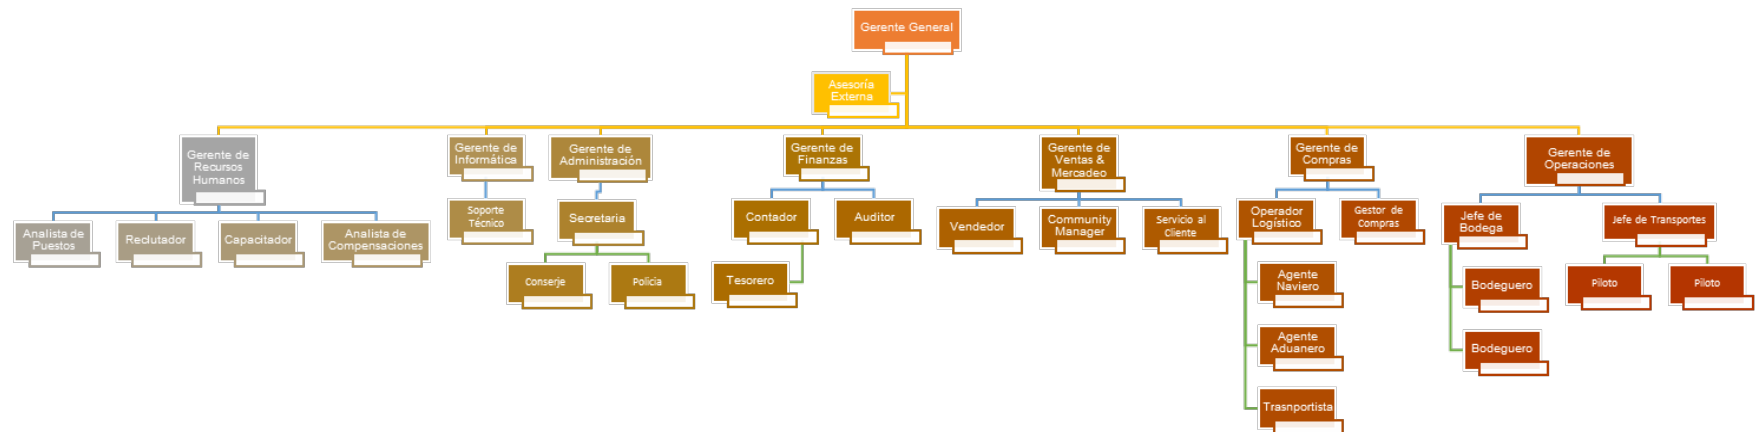 Gerente General
Asesoría
Externa
Gerente de
Recursos
Humanos
Gerente de
Informática
Gerente de
Administración
Gerente de
Finanzas
Gerente de
Ventas &
Mercadeo
Gerente de
Compras
Gerente de
Operaciones
Analista de
Puestos
Reclutador
Capacitador
Analista de
Compensaciones
Soporte
Técnico
Secretaria
Contador
Auditor
Vendedor
Community
Manager
Servicio al
Cliente
Operador
Logístico
Gestor de
Compras
Jefe de
Bodega
Jefe de Transportes
Conserje
Policia
Tesorero
Agente
Naviero
Bodeguero
Piloto
Piloto
Agente
Aduanero
Bodeguero
Trasnportista